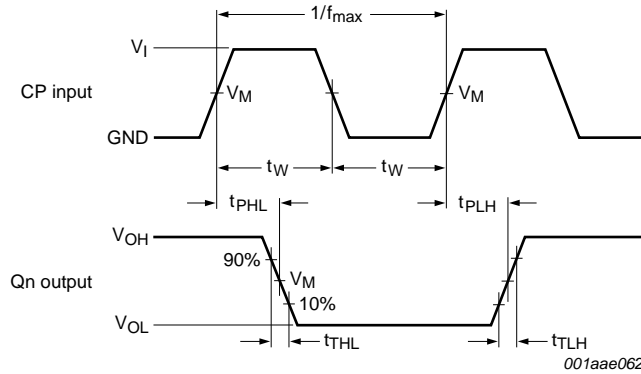 1/fmax
VI
CP input
VM
VM
GND
tW
tW
tPHL
tPLH
VOH
90%
VM
Qn output
10%
VOL
tTHL
tTLH
001aae062